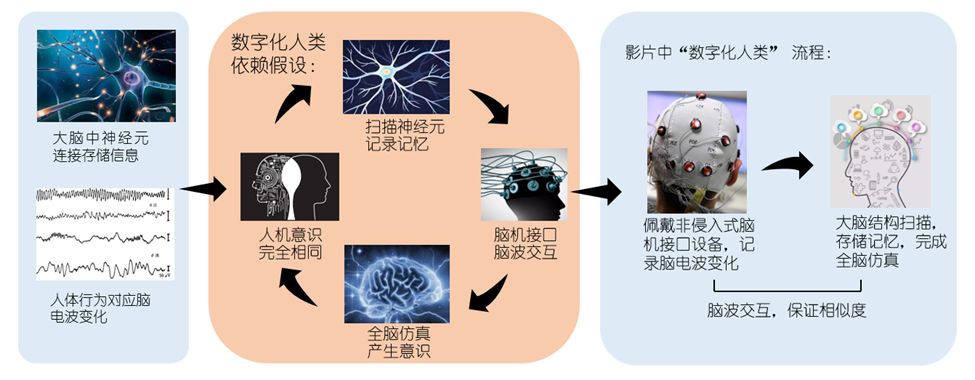 大脑中神经元
连接存储信息
人体行为对应脑
电波变化
数字化人类
依赖假设：
扫描神经元
记录记忆
脑机接口
脑波交互
全脑仿真
产生意识
人机意识
完全相同
影片中“数字化人类” 流程：
佩戴非侵入式脑
机接口设备，记
录脑电波变化
大脑结构扫描，
存储记忆，完成
全脑仿真
脑波交互，保证相似度